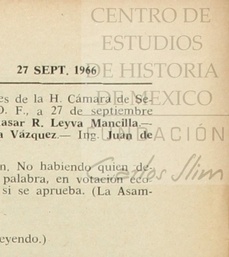 CENTRO DE
ESTUDIOS
DE HISTORIA
DE MEXICO
FUNDACIÓN
Carlos Slim
27 SEPT. 1966
es de la H. Cámara de Se-
D. F., a 27 de septiembre
asar R. Leyva Mancilla.—
a Vázquez.— Ing. Juan de
n, No habiendo quien de-
palabra, en votación eco-
si se aprueba. (La Asam-
eyendo.)